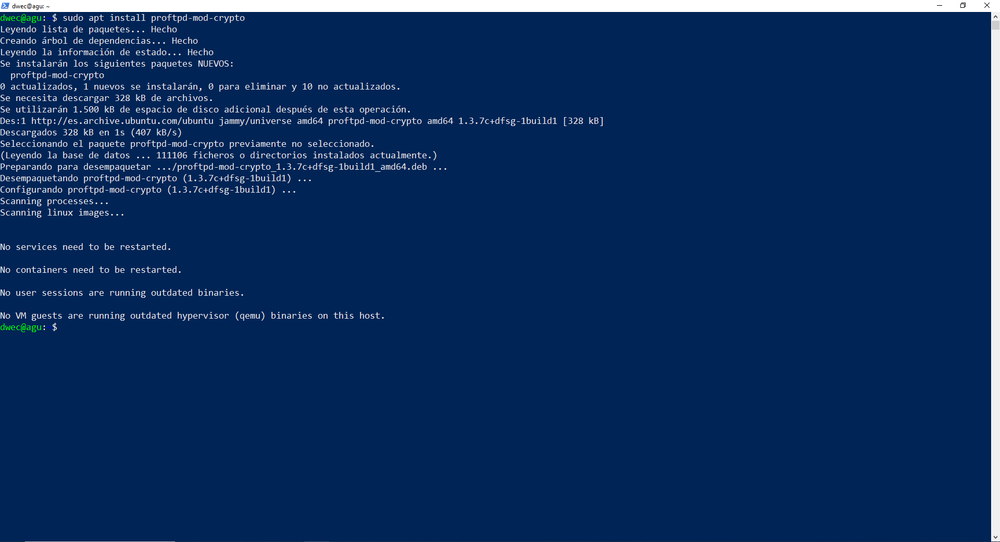 dwec@agu: ~
dwec@agu:~$ sudo apt install proftpd-mod-crypto
Leyendo lista de paquetes... Hecho
Creando árbol de dependencias... Hecho
Leyendo la información de estado... Hecho
Se instalarán los siguientes paquetes NUEVOS:
  proftpd-mod-crypto
0 actualizados, 1 nuevos se instalarán, 0 para eliminar y 10 no actualizados.
Se necesita descargar 328 kB de archivos.
Se utilizarán 1.500 kB de espacio de disco adicional después de esta operación.
Des:1 http://es.archive.ubuntu.com/ubuntu jammy/universe amd64 proftpd-mod-crypto amd64 1.3.7c+dfsg-1build1 [328 kB]
Descargados 328 kB en 1s (407 kB/s)
Seleccionando el paquete proftpd-mod-crypto previamente no seleccionado.
(Leyendo la base de datos ... 111106 ficheros o directorios instalados actualmente.)
Preparando para desempaquetar .../proftpd-mod-crypto_1.3.7c+dfsg-1build1_amd64.deb ...
Desempaquetando proftpd-mod-crypto (1.3.7c+dfsg-1build1) ...
Configurando proftpd-mod-crypto (1.3.7c+dfsg-1build1) ...
Scanning processes...
Scanning linux images...
No services need to be restarted.
No containers need to be restarted.
No user sessions are running outdated binaries.
No VM guests are running outdated hypervisor (qemu) binaries on this host.
dwec@agu:~$